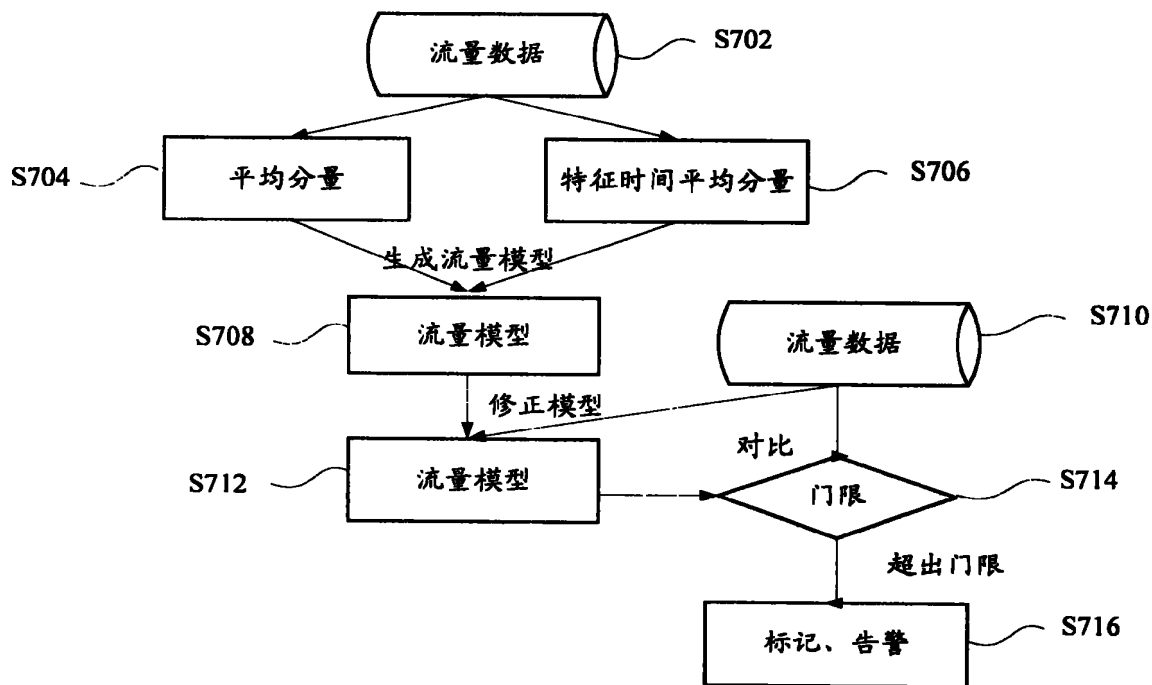 流量数据
S702
S704
平均分量
特征时间平均分量
S706
生成流量模型
S708
流量模型
流量数据
S710
修正模型
S712
流量模型
对比
门限
S714
超出门限
标记、告警
S716